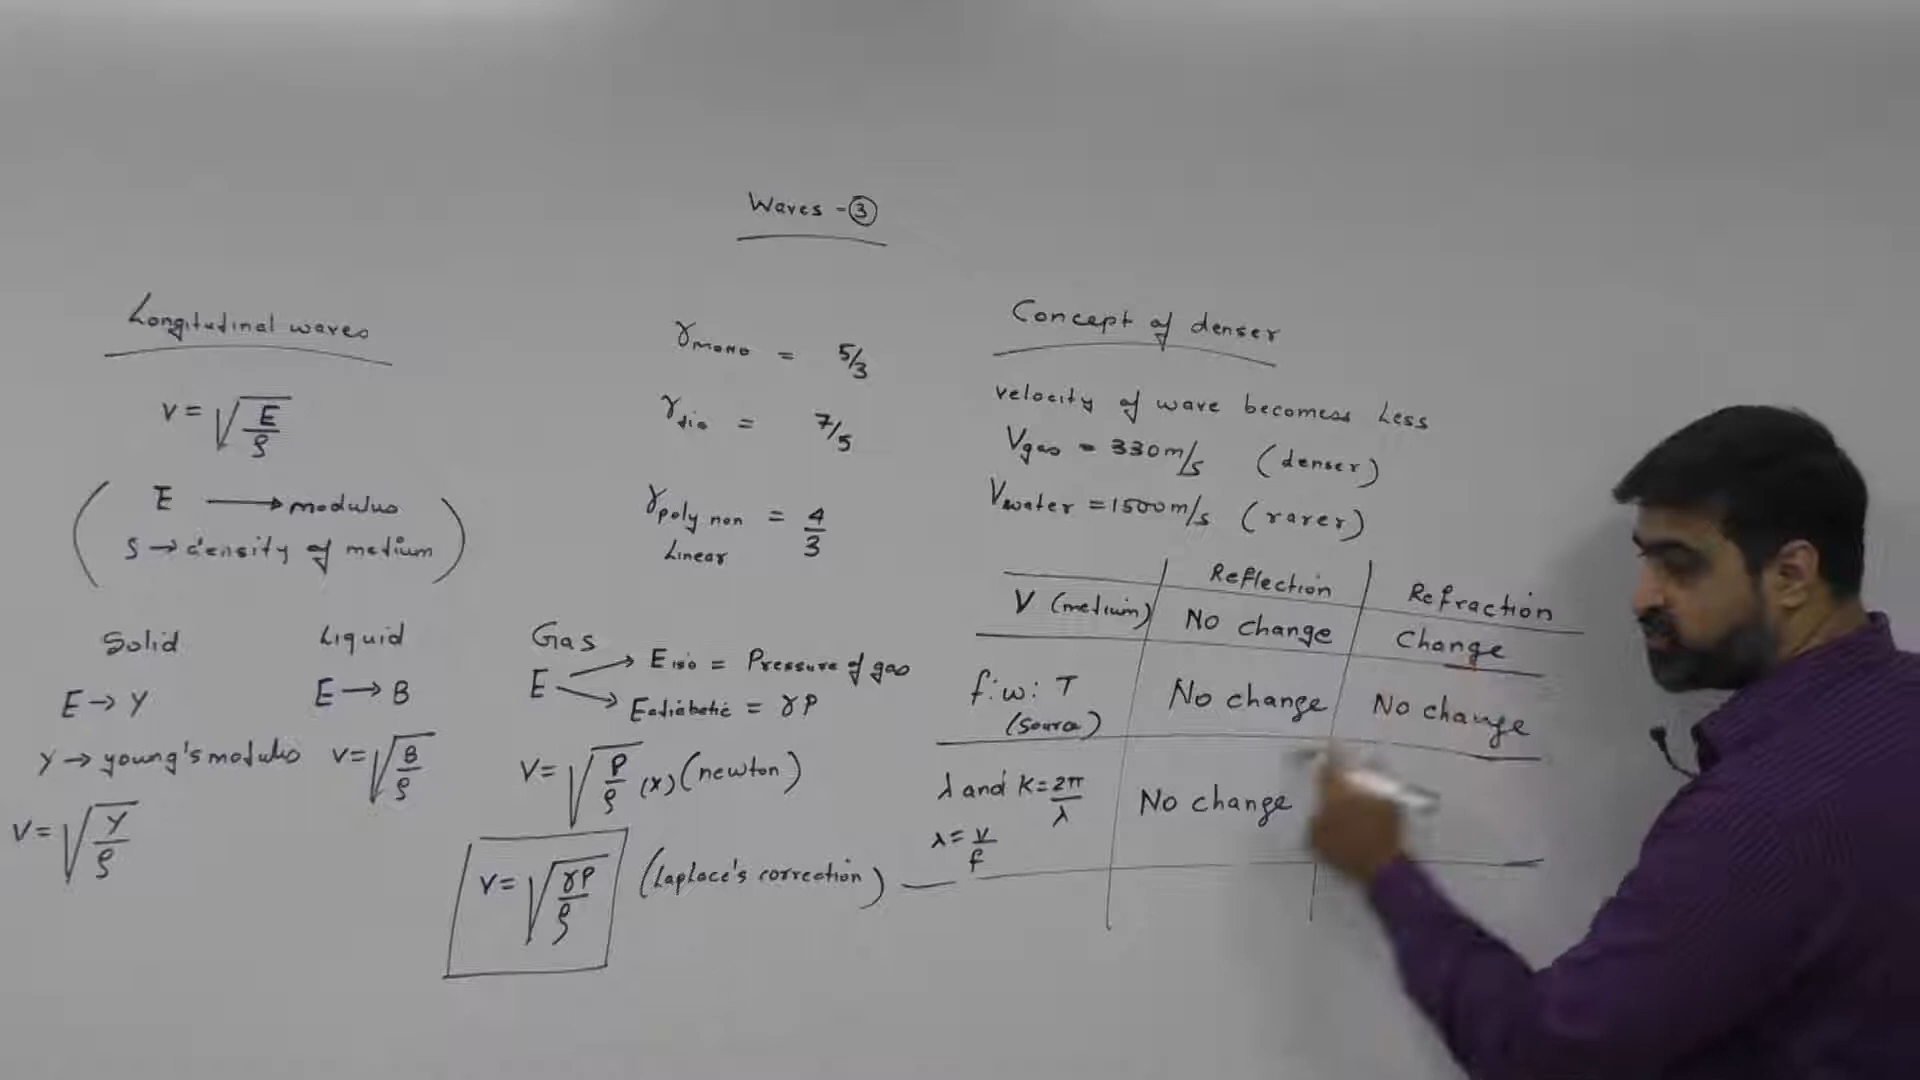 Waves - ③
Longitudinal waves
V = √(E/ρ)
E → modulus
ρ → density of medium
Solid
E → Y
Y → young's modulus
V = √(Y/ρ)
Liquid
E → B
V = √(B/ρ)
γmono = 5/3
γdia = 7/5
γpoly non Linear = 4/3
Gas
E → Eiso = Pressure of gas
→ Eadiabatic = γP
V = √(P/ρ) (x) (newton)
V = √(γP/ρ) (Laplace's correction)
Concept of denser
velocity of wave becomes Less
Vgas = 330 m/s (denser)
Vwater = 1500 m/s (rarer)
Reflection Refraction
V (medium) No change Change
f: w: T (source) No change No change
λ and K = 2π/λ No change
λ = v/f